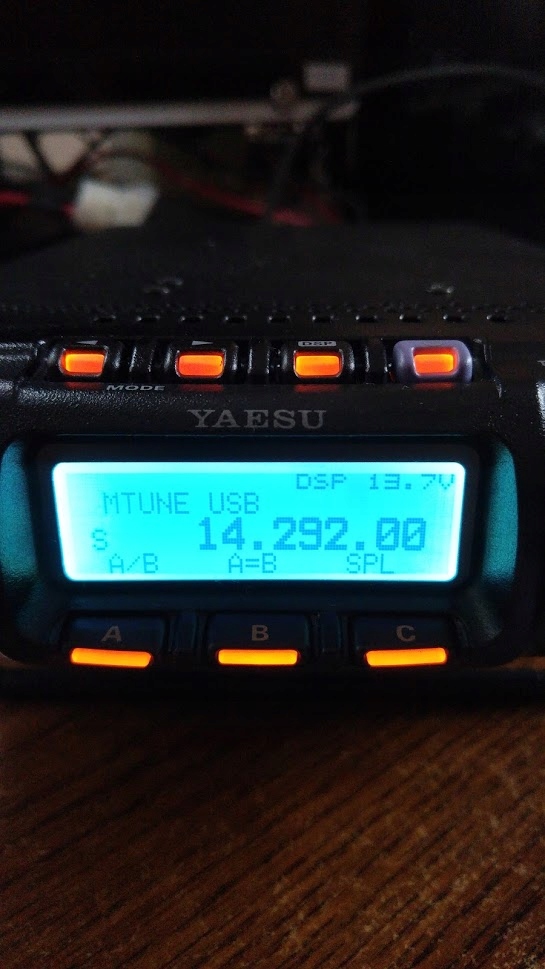 ◀ ▶ DSP
MODE
YAESU
DSP 13.7V
MTUNE USB
S 14.292.00
A/B A=B SPL
A B C